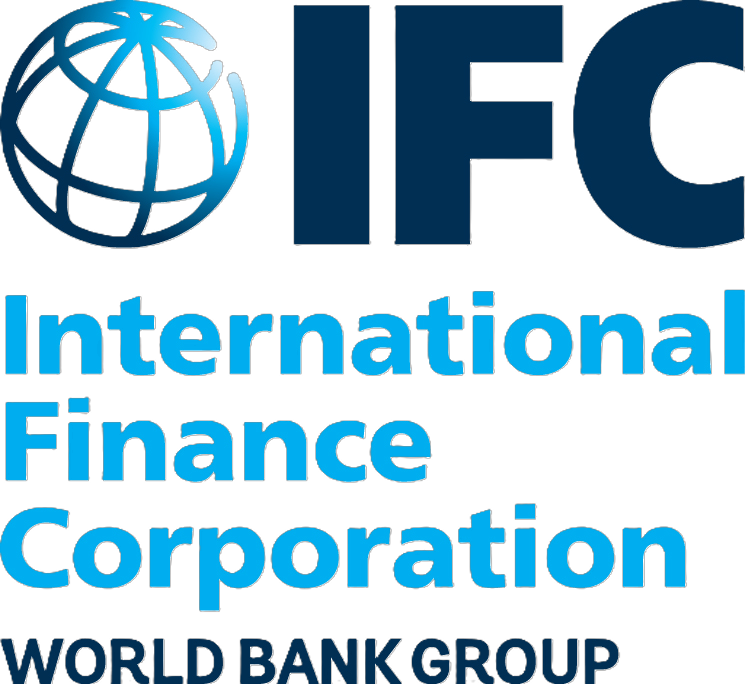 IFC
International
Finance
Corporation
WORLD BANK GROUP